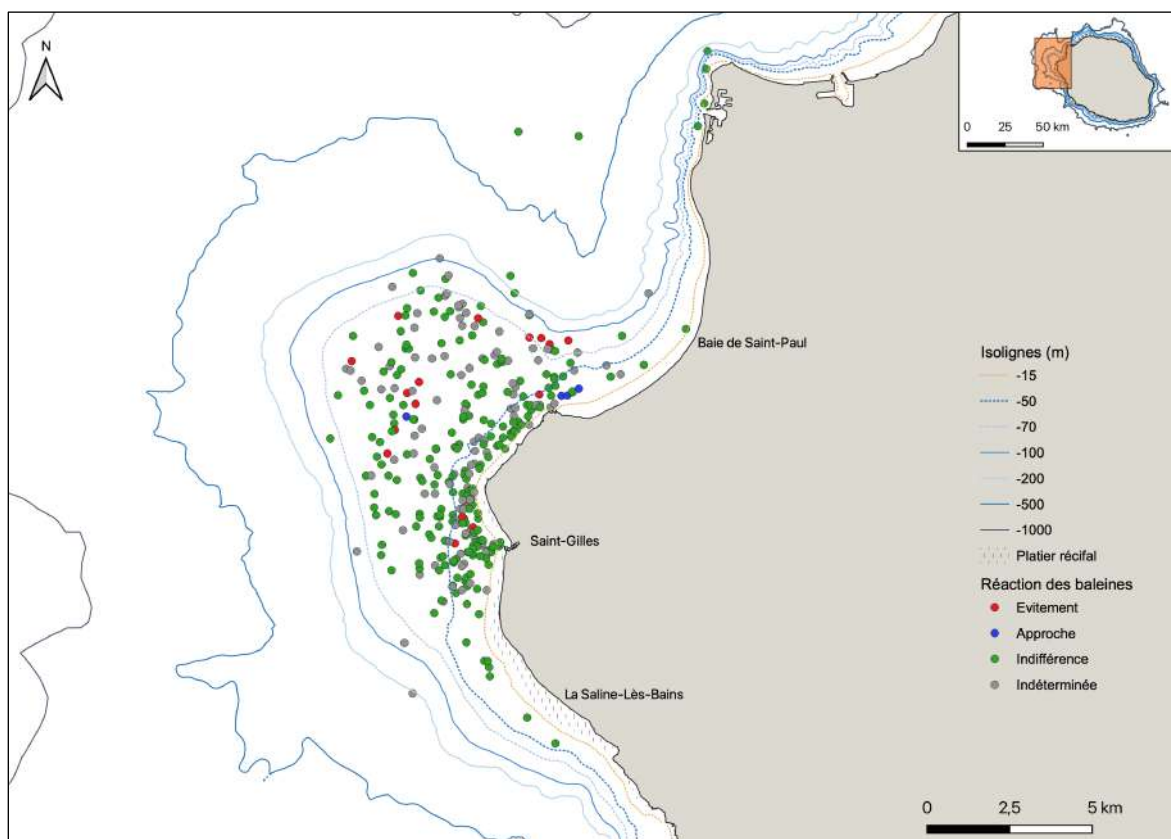 N
0 25 50 km
Baie de Saint-Paul
Saint-Gilles
La Saline-Lès-Bains
Isolignes (m)
-15
-50
-70
-100
-200
-500
-1000
Platier récifal
Réaction des baleines
Evitement
Approche
Indifférence
Indéterminée
0 2,5 5 km